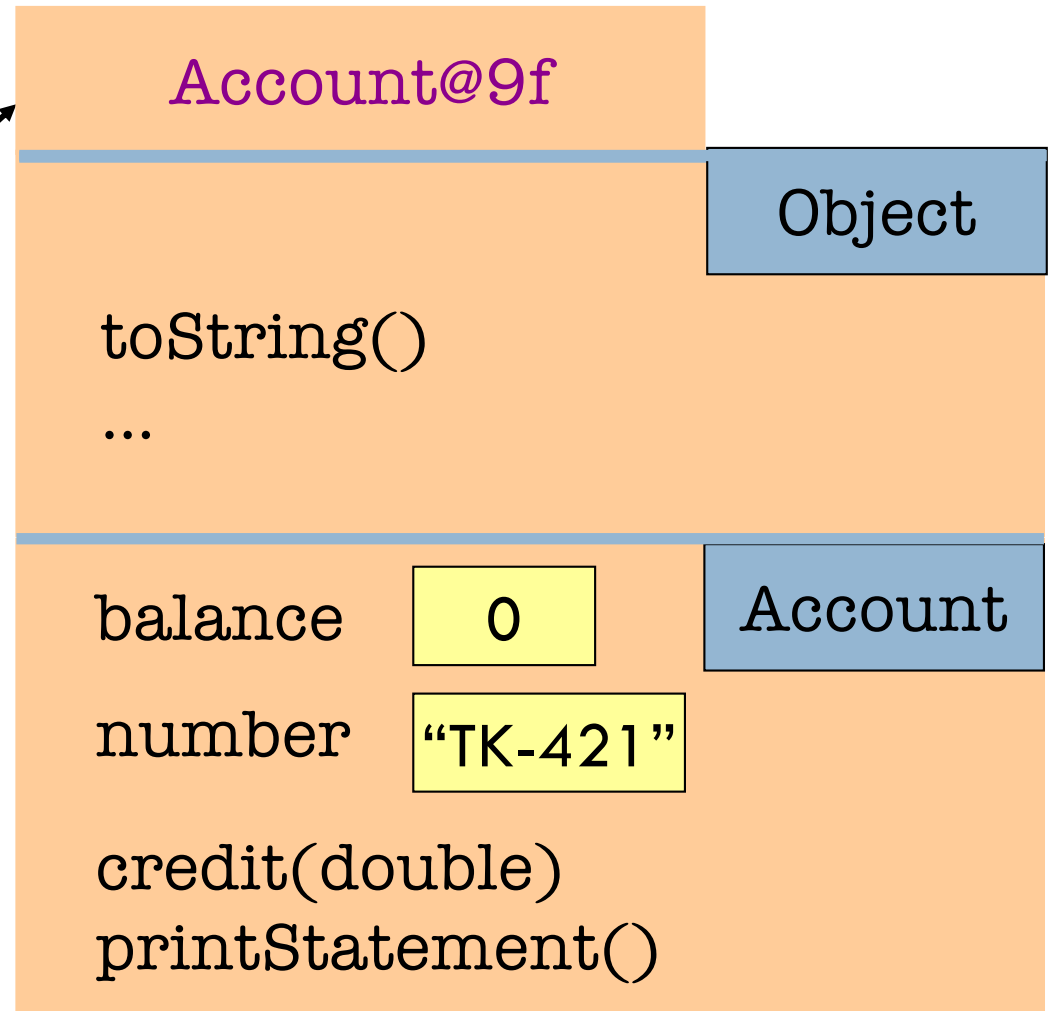 Account@9f
Object
toString()
...
balance 0 Account
number “TK-421”
credit(double)
printStatement()